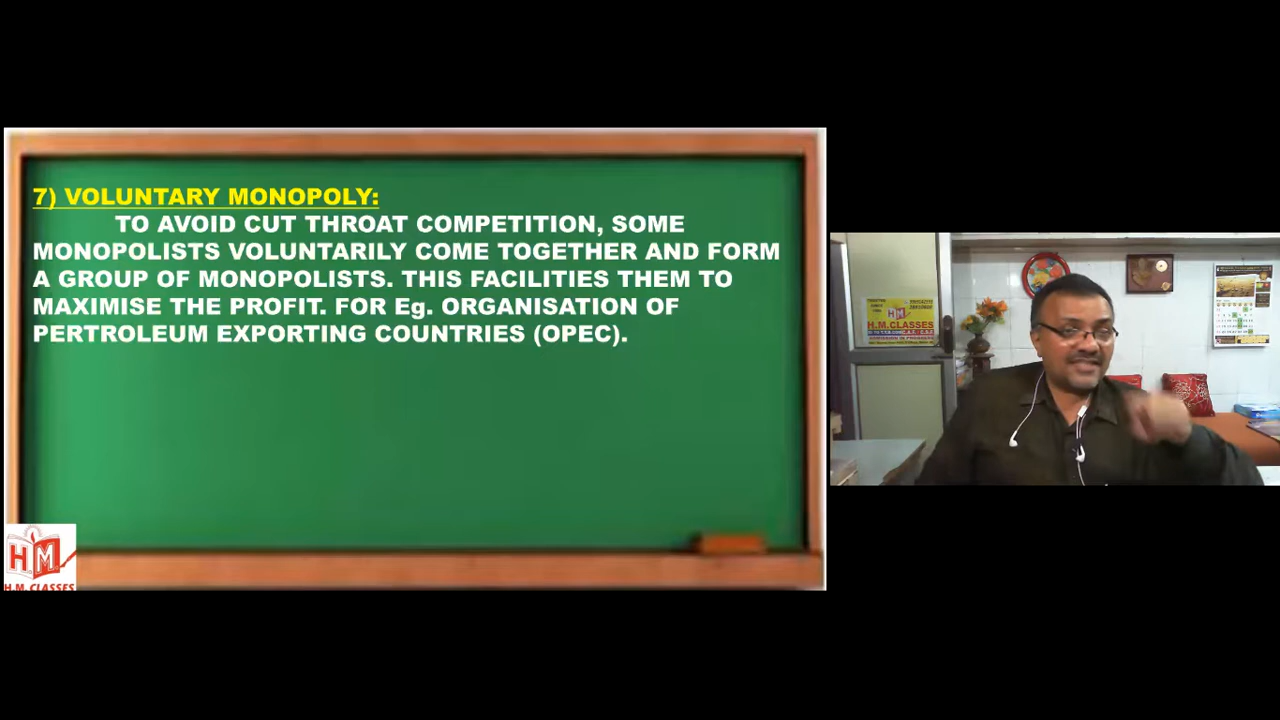 7) VOLUNTARY MONOPOLY:
TO AVOID CUT THROAT COMPETITION, SOME
MONOPOLISTS VOLUNTARILY COME TOGETHER AND FORM
A GROUP OF MONOPOLISTS. THIS FACILITIES THEM TO
MAXIMISE THE PROFIT. FOR Eg. ORGANISATION OF
PERTROLEUM EXPORTING COUNTRIES (OPEC).
HM
H.M. CLASSES
H.M.CLASSES